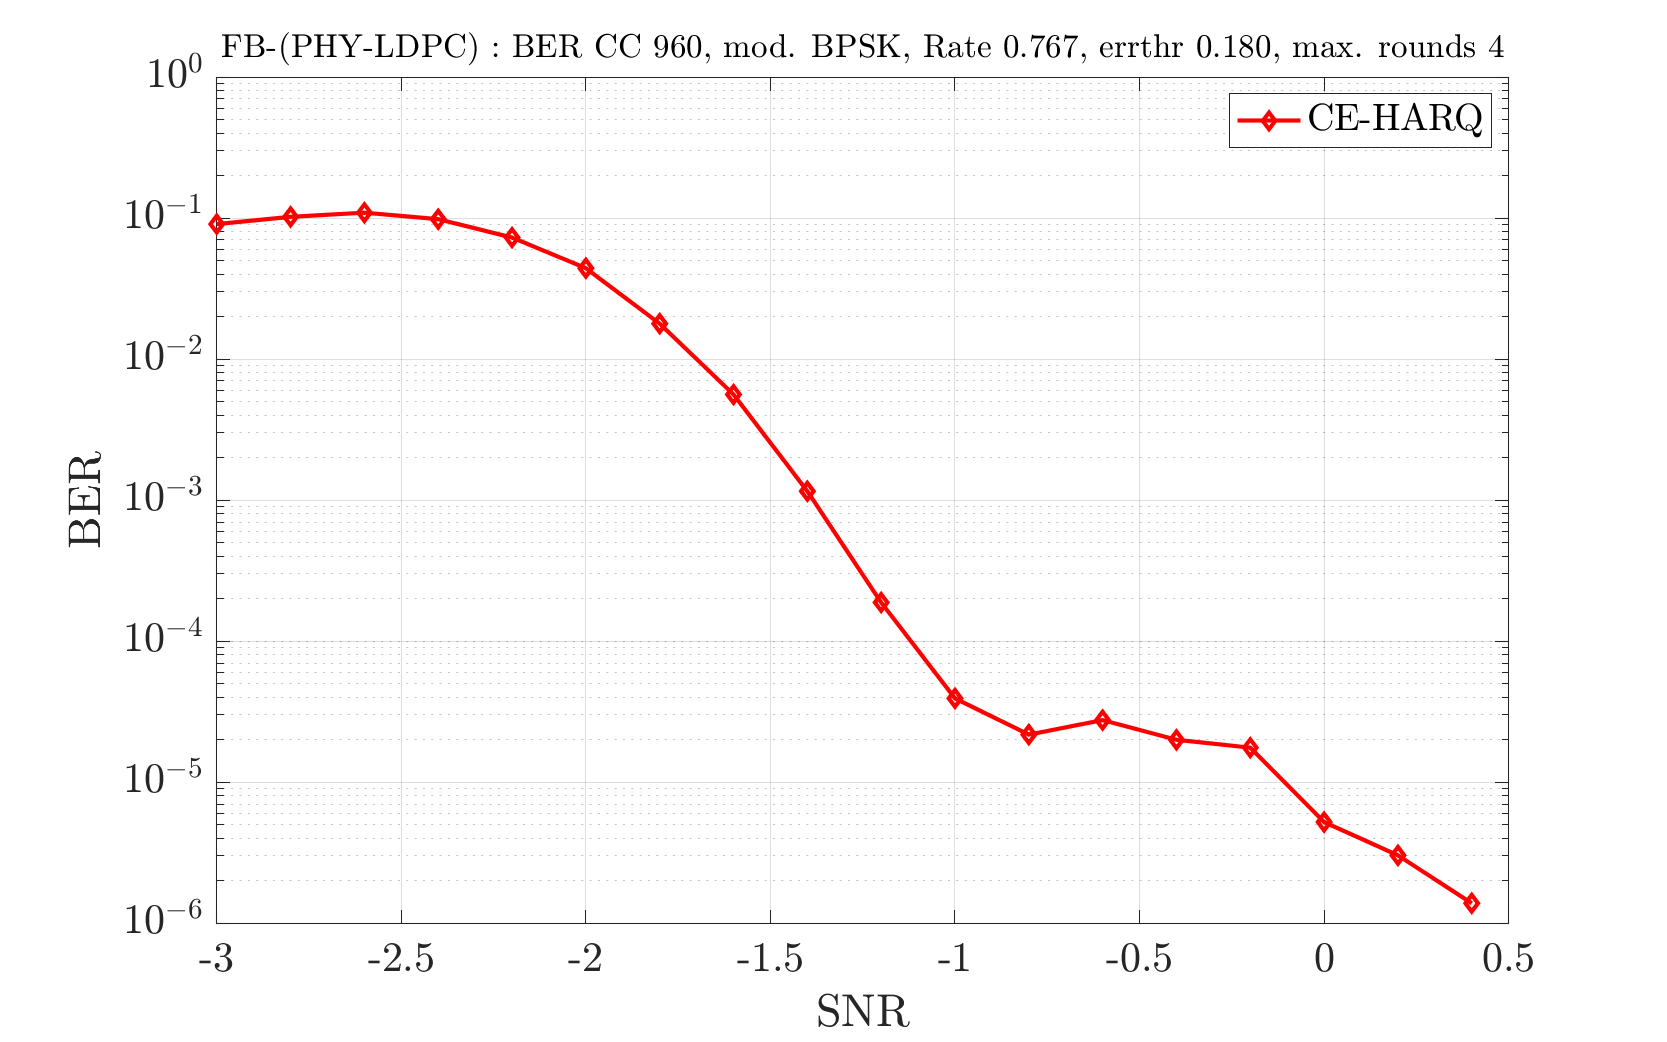 FB-(PHY-LDPC) : BER CC 960, mod. BPSK, Rate 0.767, errthr 0.180, max. rounds 4
CE-HARQ
10^0
10^{-1}
10^{-2}
10^{-3}
10^{-4}
10^{-5}
10^{-6}
BER
-3 -2.5 -2 -1.5 -1 -0.5 0 0.5
SNR